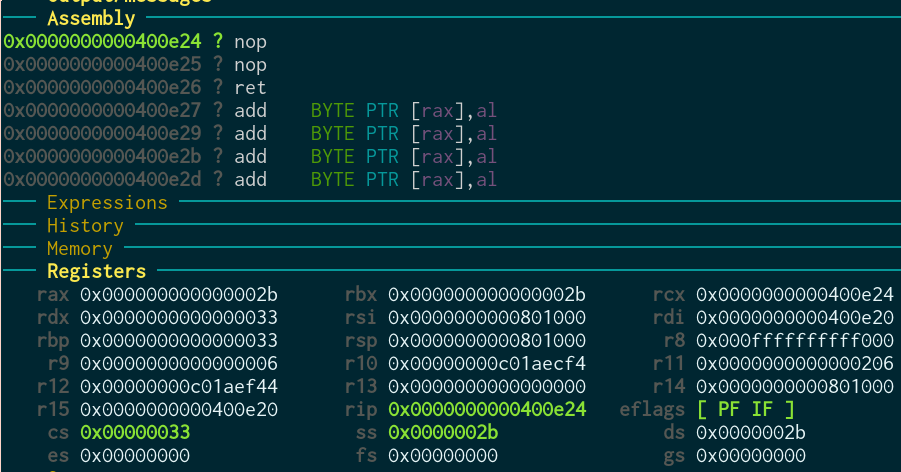 Output/messages
Assembly
0x0000000000400e24 ? nop
0x0000000000400e25 ? nop
0x0000000000400e26 ? ret
0x0000000000400e27 ? add BYTE PTR [rax],al
0x0000000000400e29 ? add BYTE PTR [rax],al
0x0000000000400e2b ? add BYTE PTR [rax],al
0x0000000000400e2d ? add BYTE PTR [rax],al
Expressions
History
Memory
Registers
rax 0x000000000000002b rbx 0x000000000000002b rcx 0x0000000000400e24
rdx 0x0000000000000033 rsi 0x0000000000801000 rdi 0x0000000000400e20
rbp 0x0000000000000033 rsp 0x0000000000801000 r8 0x000ffffffffff000
r9 0x0000000000000006 r10 0x00000000c01aecf4 r11 0x0000000000000206
r12 0x00000000c01aef44 r13 0x0000000000000000 r14 0x0000000000801000
r15 0x0000000000400e20 rip 0x0000000000400e24 eflags [ PF IF ]
cs 0x00000033 ss 0x0000002b ds 0x0000002b
es 0x00000000 fs 0x00000000 gs 0x00000000